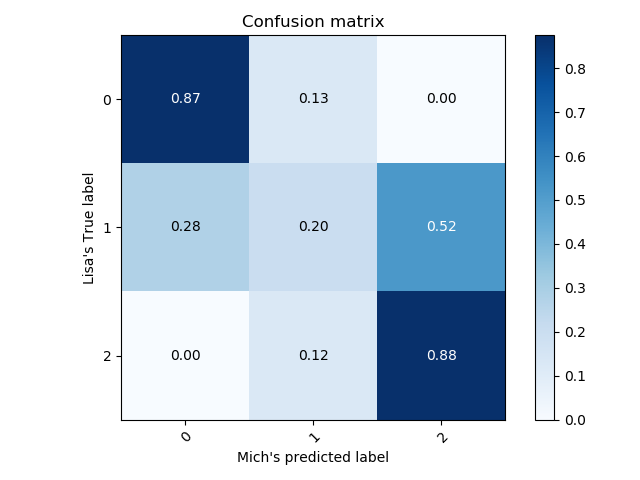 Confusion matrix
Lisa's True label
0
0.87 0.13 0.00
1
0.28 0.20 0.52
2
0.00 0.12 0.88
0 1 2
Mich's predicted label
0.8
0.7
0.6
0.5
0.4
0.3
0.2
0.1
0.0